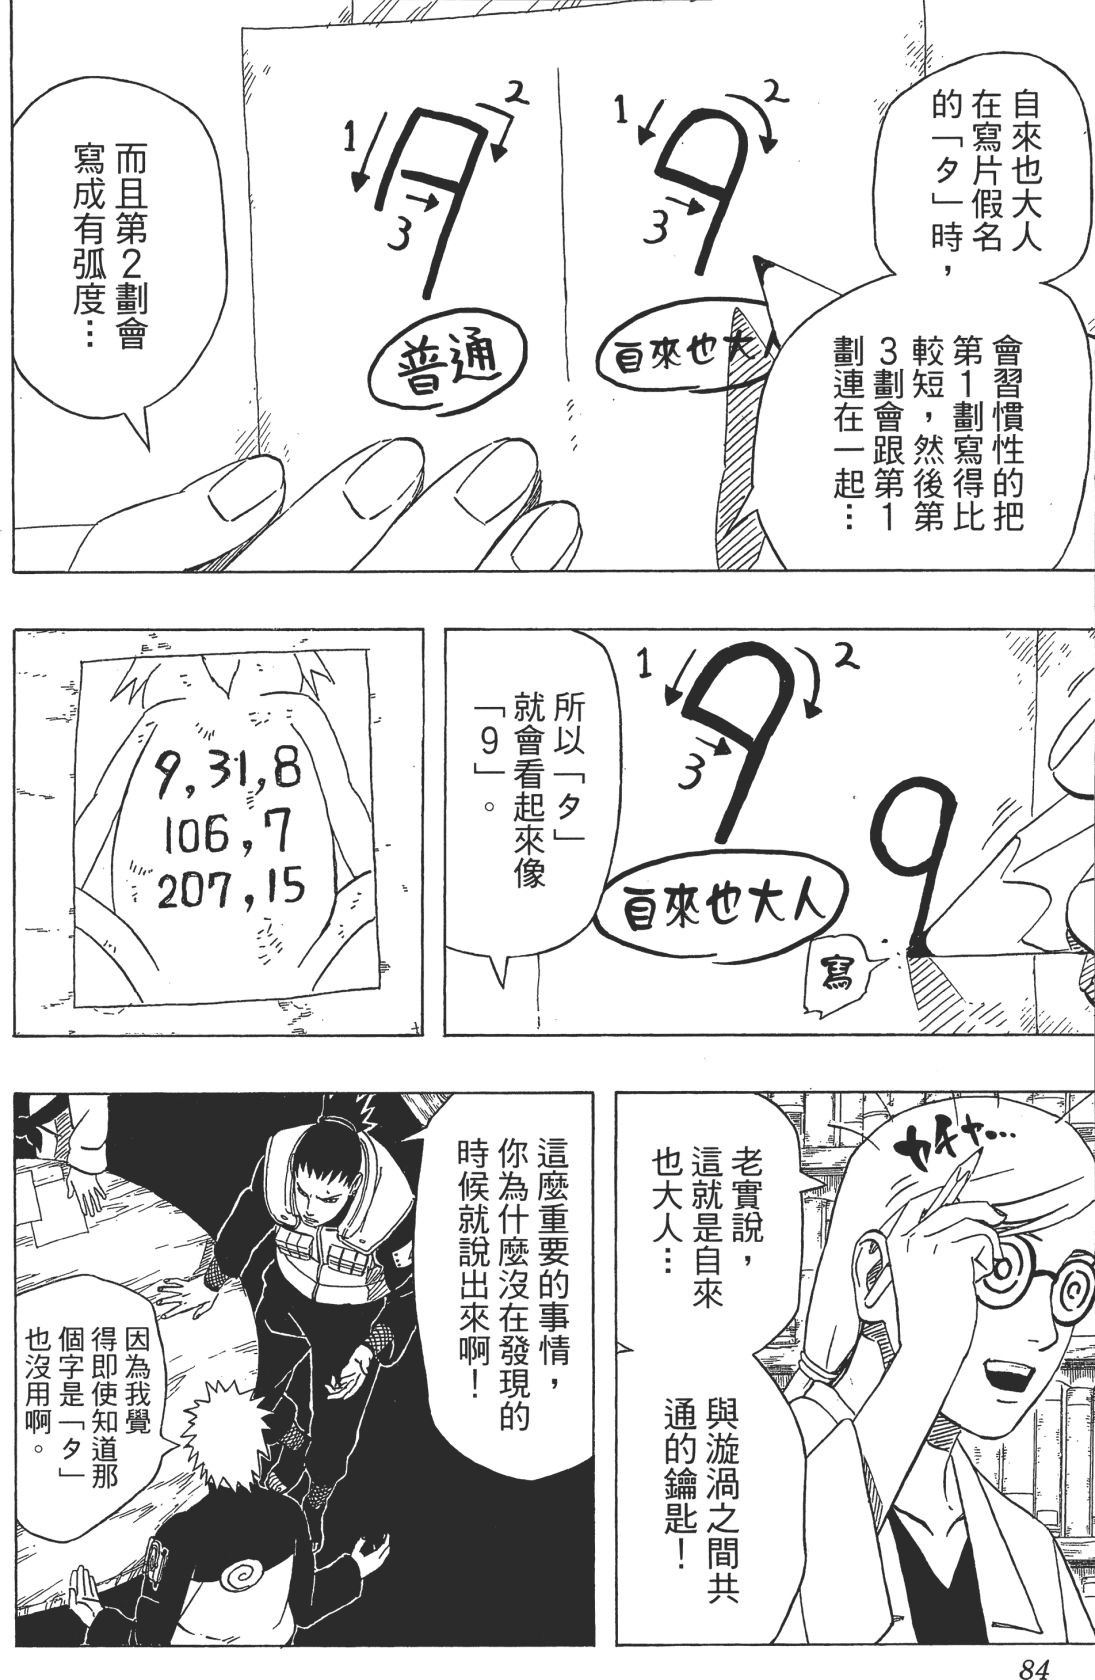 自來也大人
在寫片假名
的「タ」時，
會習慣性的把
第1劃寫得比
較短，然後第
3劃會跟第1
劃連在一起…
1
2
3
自來也大人
1
2
3
普通
而且第2劃會
寫成有弧度…
1
2
3
自來也大人
9
寫
所以「タ」
就會看起來像
「9」。
9,31,8
106,7
207,15
カチャ…
老實說，
這就是自來
也大人…
與漩渦之間共
通的鑰匙！
這麼重要的事情，
你為什麼沒在發現的
時候就說出來啊！
因為我覺
得即使知道那
個字是「タ」
也沒用啊。
84